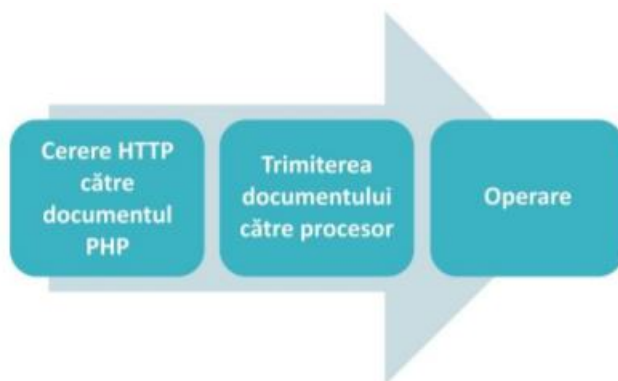 Cerere HTTP
către
documentul
PHP
Trimiterea
documentului
către procesor
Operare